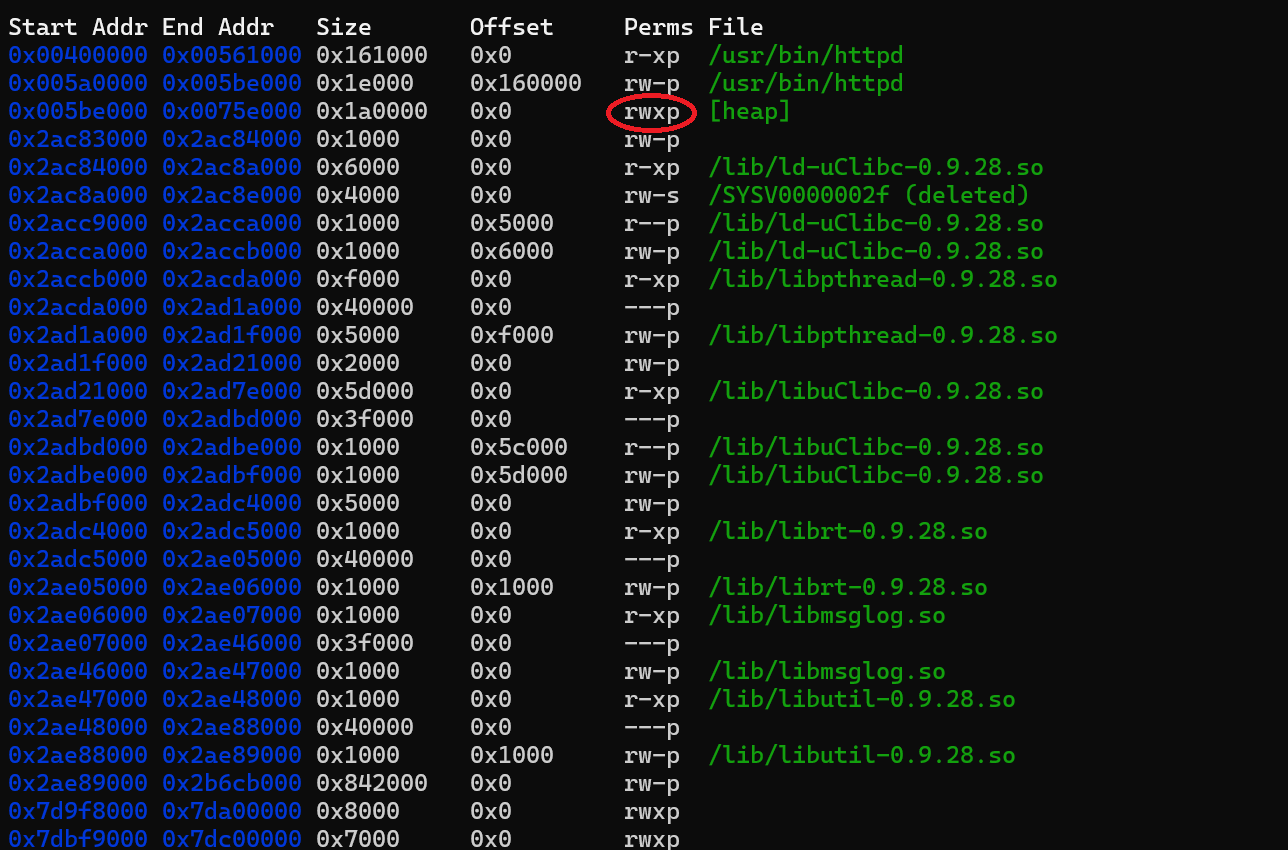 Start Addr End Addr Size Offset Perms File
0x00400000 0x00561000 0x161000 0x0 r-xp /usr/bin/httpd
0x005a0000 0x005be000 0x1e000 0x160000 rw-p /usr/bin/httpd
0x005be000 0x0075e000 0x1a0000 0x0 rwxp [heap]
0x2ac83000 0x2ac84000 0x1000 0x0 rw-p
0x2ac84000 0x2ac8a000 0x6000 0x0 r-xp /lib/ld-uClibc-0.9.28.so
0x2ac8a000 0x2ac8e000 0x4000 0x0 rw-s /SYSV0000002f (deleted)
0x2acc9000 0x2acca000 0x1000 0x5000 r--p /lib/ld-uClibc-0.9.28.so
0x2acca000 0x2accb000 0x1000 0x6000 rw-p /lib/ld-uClibc-0.9.28.so
0x2accb000 0x2acda000 0xf000 0x0 r-xp /lib/libpthread-0.9.28.so
0x2acda000 0x2ad1a000 0x40000 0x0 ---p
0x2ad1a000 0x2ad1f000 0x5000 0xf000 rw-p /lib/libpthread-0.9.28.so
0x2ad1f000 0x2ad21000 0x2000 0x0 rw-p
0x2ad21000 0x2ad7e000 0x5d000 0x0 r-xp /lib/libuClibc-0.9.28.so
0x2ad7e000 0x2adbd000 0x3f000 0x0 ---p
0x2adbd000 0x2adbe000 0x1000 0x5c000 r--p /lib/libuClibc-0.9.28.so
0x2adbe000 0x2adbf000 0x1000 0x5d000 rw-p /lib/libuClibc-0.9.28.so
0x2adbf000 0x2adc4000 0x5000 0x0 rw-p
0x2adc4000 0x2adc5000 0x1000 0x0 r-xp /lib/librt-0.9.28.so
0x2adc5000 0x2ae05000 0x40000 0x0 ---p
0x2ae05000 0x2ae06000 0x1000 0x1000 rw-p /lib/librt-0.9.28.so
0x2ae06000 0x2ae07000 0x1000 0x0 r-xp /lib/libmsglog.so
0x2ae07000 0x2ae46000 0x3f000 0x0 ---p
0x2ae46000 0x2ae47000 0x1000 0x0 rw-p /lib/libmsglog.so
0x2ae47000 0x2ae48000 0x1000 0x0 r-xp /lib/libutil-0.9.28.so
0x2ae48000 0x2ae88000 0x40000 0x0 ---p
0x2ae88000 0x2ae89000 0x1000 0x1000 rw-p /lib/libutil-0.9.28.so
0x2ae89000 0x2b6cb000 0x842000 0x0 rw-p
0x7d9f8000 0x7da00000 0x8000 0x0 rwxp
0x7dbf9000 0x7dc00000 0x7000 0x0 rwxp